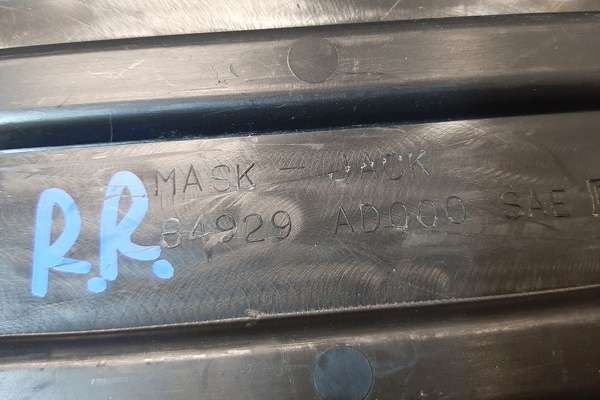 MASK - JACK
R.R. 84929 AD000 SAE